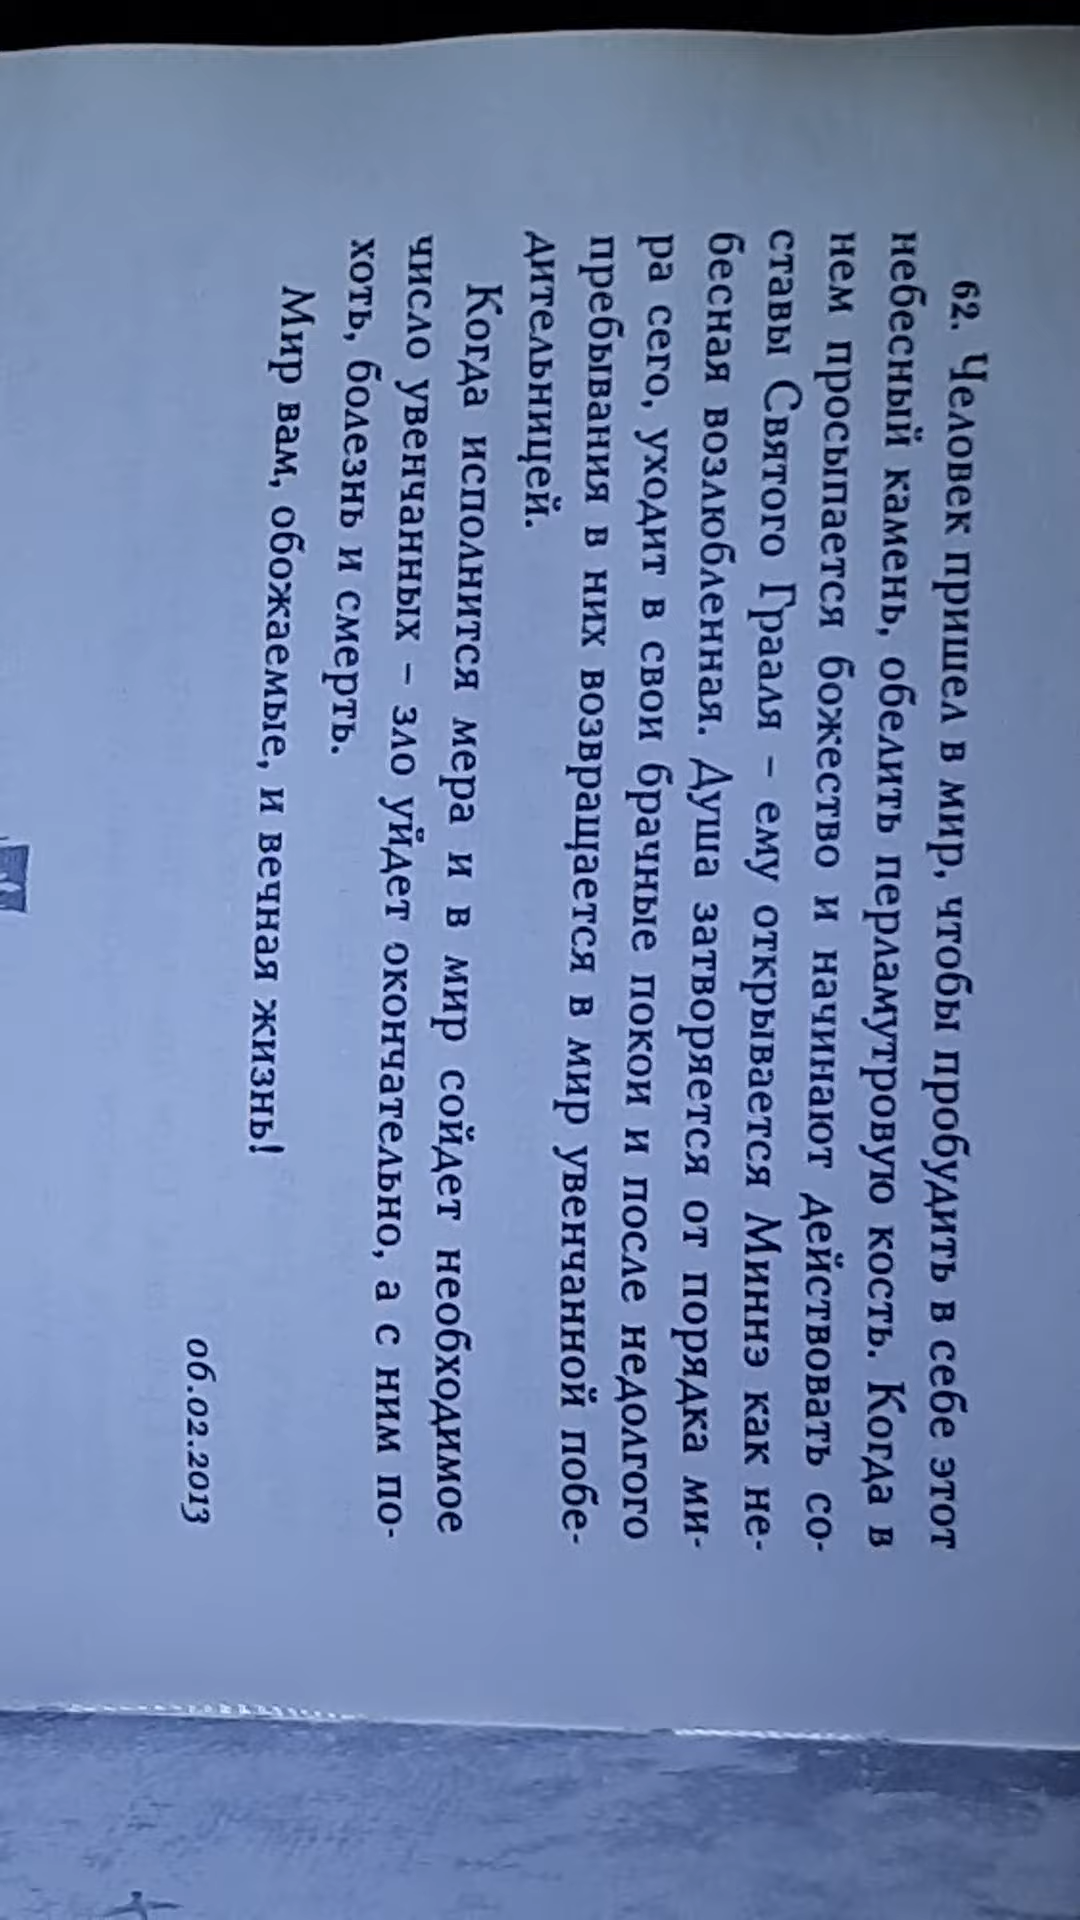 62. Человек пришел в мир, чтобы пробудить в себе этот
небесный камень, обелить перламутровую кость. Когда в
нем просыпается божество и начинают действовать со-
ставы Святого Грааля – ему открывается Миннэ как не-
бесная возлюбленная. Душа затворяется от порядка ми-
ра сего, уходит в свои брачные покои и после недолгого
пребывания в них возвращается в мир увенчанной побе-
дительницей.
Когда исполнится мера и в мир сойдет необходимое
число увенчанных – зло уйдет окончательно, а с ним по-
хоть, болезнь и смерть.
Мир вам, обожаемые, и вечная жизнь!
06.02.2013